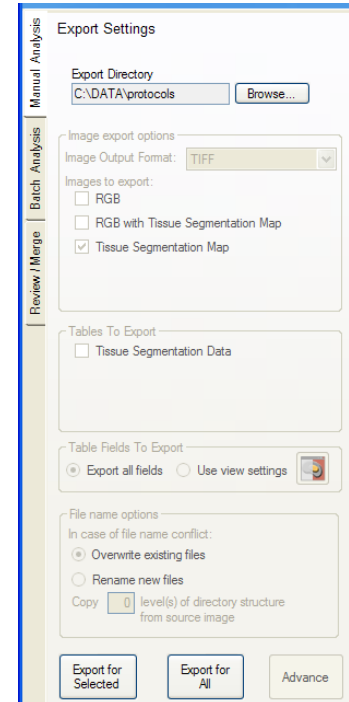 Manual Analysis
Batch Analysis
Review / Merge
Export Settings
Export Directory
C:\DATA\protocols
Browse...
Image export options
Image Output Format: TIFF
Images to export:
RGB
RGB with Tissue Segmentation Map
Tissue Segmentation Map
Tables To Export
Tissue Segmentation Data
Table Fields To Export
Export all fields Use view settings
File name options
In case of file name conflict:
Overwrite existing files
Rename new files
Copy 0 level(s) of directory structure
from source image
Export for
Selected
Export for
All
Advance